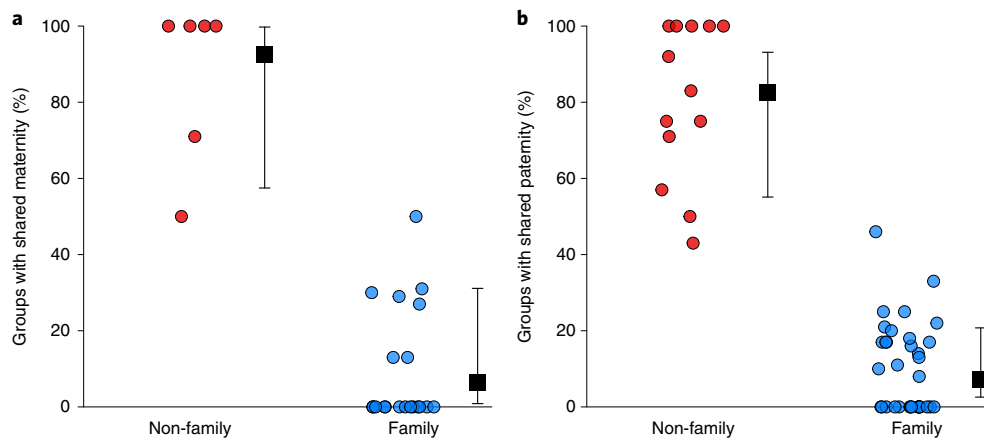 a
Groups with shared maternity (%)
100
80
60
40
20
0
Non-family
Family
b
Groups with shared paternity (%)
100
80
60
40
20
0
Non-family
Family